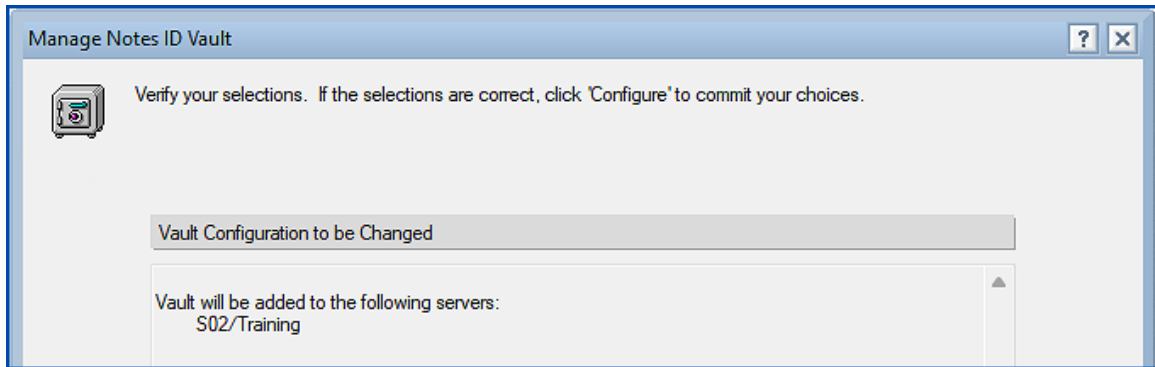 Manage Notes ID Vault
Verify your selections. If the selections are correct, click 'Configure' to commit your choices.
Vault Configuration to be Changed
Vault will be added to the following servers:
S02/Training